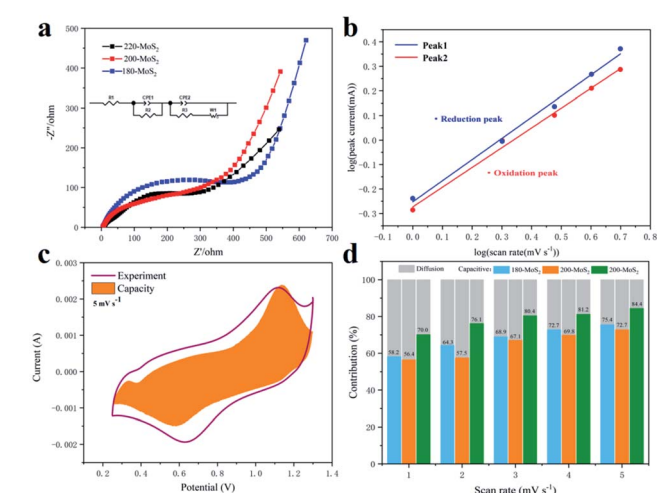 a
500
400
300
200
100
0
-Z''/ohm
220-MoS2
200-MoS2
180-MoS2
R1
CPE1
R2
CPE2
R3
W1
0
100
200
300
400
500
600
700
Z'/ohm
b
0.4
0.3
0.2
0.1
0.0
−0.1
−0.2
−0.3
log(peak current(mA))
Peak1
Peak2
Reduction peak
Oxidation peak
−0.1
0.0
0.1
0.2
0.3
0.4
0.5
0.6
0.7
0.8
log(scan rate(mV s⁻¹)
c
0.003
0.002
0.001
0.000
−0.001
−0.002
Current (A)
Experiment
Capacity
5 mV s⁻¹
0.2
0.4
0.6
0.8
1.0
1.2
1.4
Potential (V)
d
100
80
60
40
20
0
Contribution (%)
Diffusion Capacitive: 180-MoS2 200-MoS2 200-MoS2
58.2 56.4 70.0
64.3 57.5 76.1
68.9 67.1 80.4
72.7 69.8 81.2
75.4 72.7 84.4
1
2
3
4
5
Scan rate (mV s⁻¹)